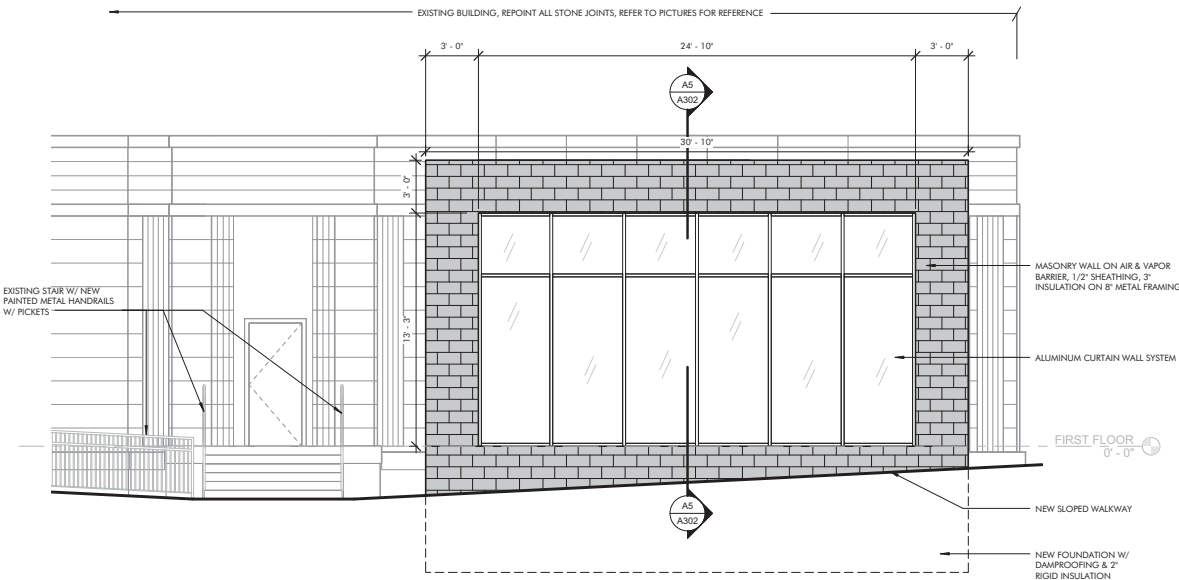 EXISTING BUILDING, REPOINT ALL STONE JOINTS, REFER TO PICTURES FOR REFERENCE
3' - 0"
24' - 10"
3' - 0"
A5
A302
30' - 10"
3' - 0"
13' - 3"
EXISTING STAIR W/ NEW
PAINTED METAL HANDRAILS
W/ PICKETS
MASONRY WALL ON AIR & VAPOR
BARRIER, 1/2" SHEATHING, 3"
INSULATION ON 8" METAL FRAMING
ALUMINUM CURTAIN WALL SYSTEM
FIRST FLOOR
0' - 0"
A5
A302
NEW SLOPED WALKWAY
NEW FOUNDATION W/
DAMPROOFING & 2"
RIGID INSULATION